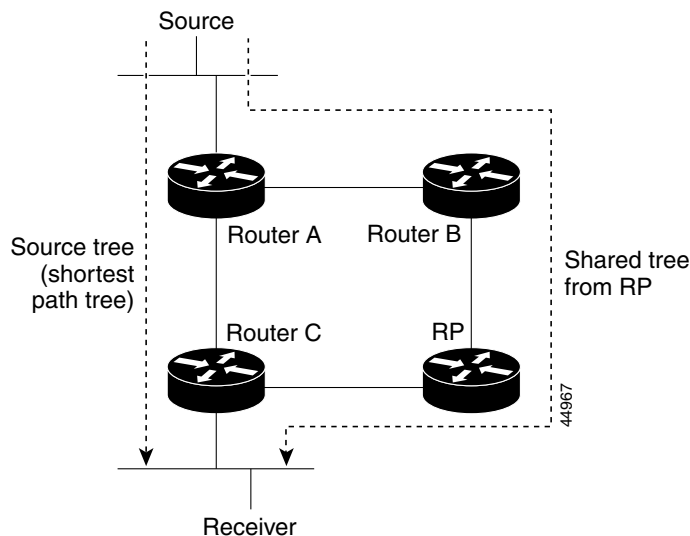 Source
Router A
Router B
Source tree
(shortest
path tree)
Shared tree
from RP
Router C
RP
44967
Receiver